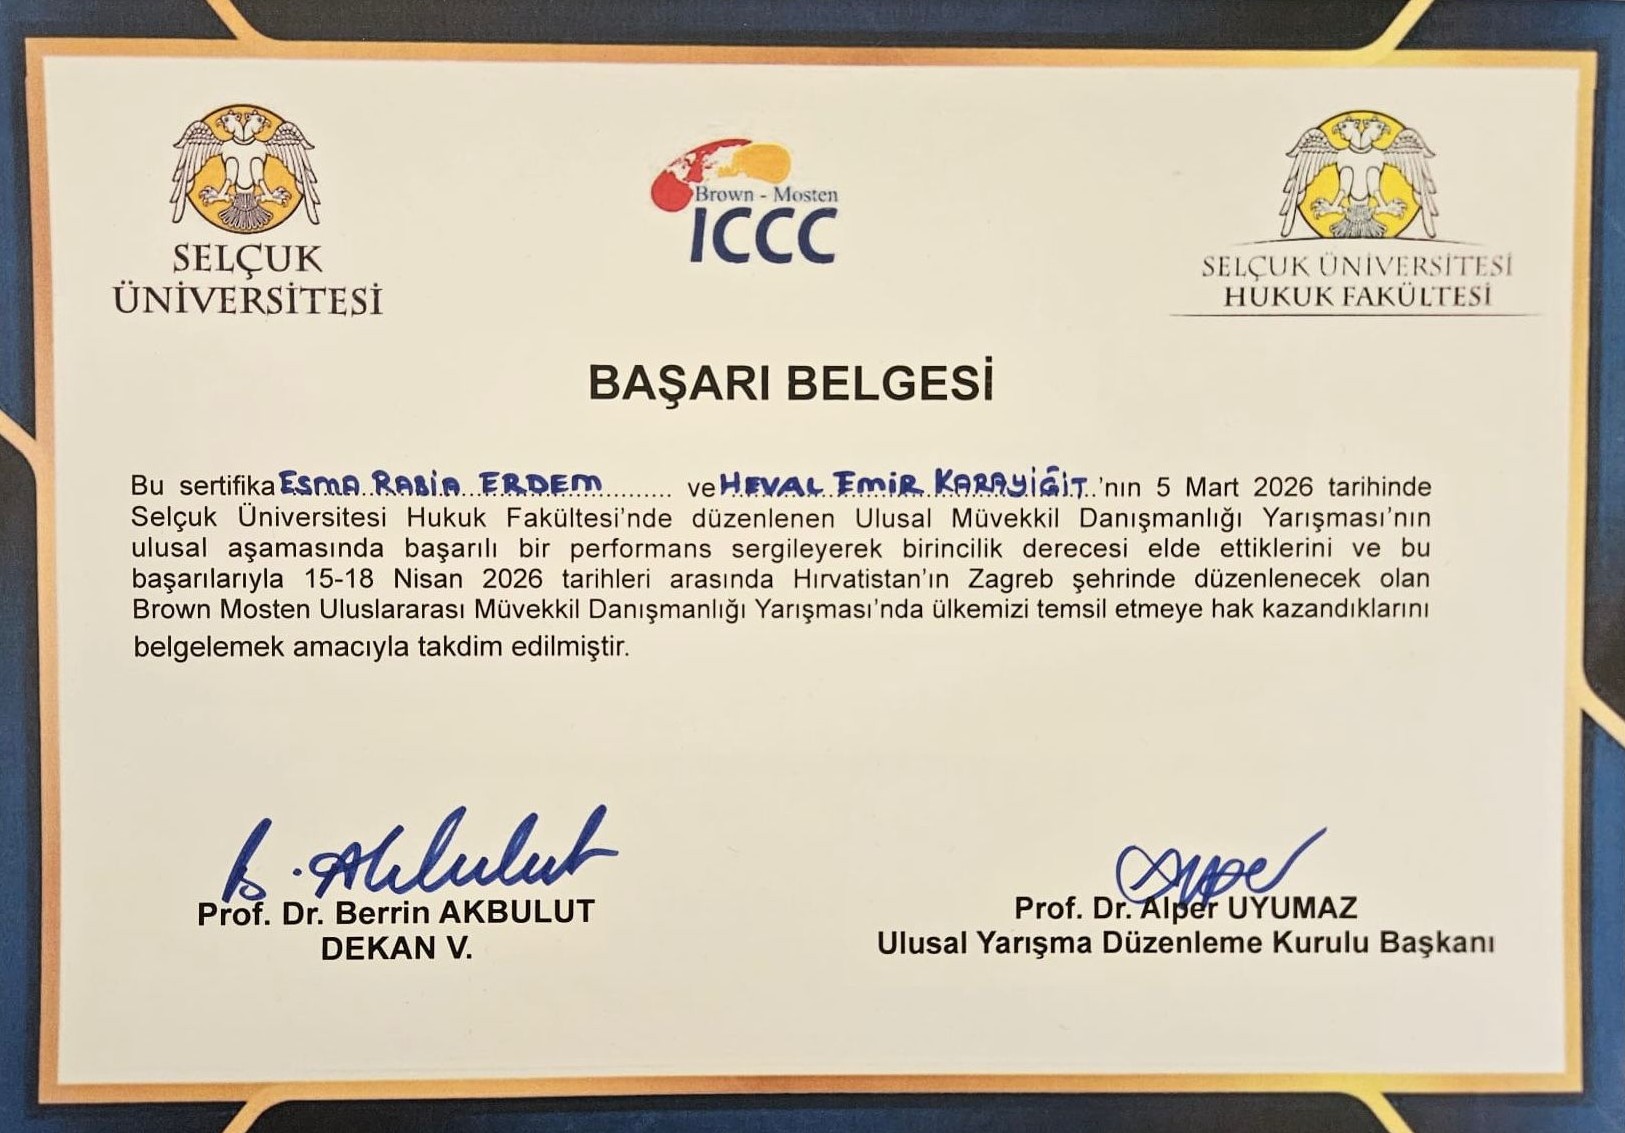 SELÇUK
ÜNİVERSİTESİ
Brown - Mosten
ICCC
SELÇUK ÜNİVERSİTESİ
HUKUK FAKÜLTESİ
BAŞARI BELGESİ
Bu sertifika ESMA RABİA ERDEM ve HEVAL EMİR KARAYİĞİT'nın 5 Mart 2026 tarihinde
Selçuk Üniversitesi Hukuk Fakültesi'nde düzenlenen Ulusal Müvekkil Danışmanlığı Yarışması'nın
ulusal aşamasında başarılı bir performans sergileyerek birincilik derecesi elde ettiklerini ve bu
başarılarıyla 15-18 Nisan 2026 tarihleri arasında Hırvatistan'ın Zagreb şehrinde düzenlenecek olan
Brown Mosten Uluslararası Müvekkil Danışmanlığı Yarışması'nda ülkemizi temsil etmeye hak kazandıklarını
belgelemek amacıyla takdim edilmiştir.
B. Akbulut
Prof. Dr. Berrin AKBULUT
DEKAN V.
Alper
Prof. Dr. Alper UYUMAZ
Ulusal Yarışma Düzenleme Kurulu Başkanı